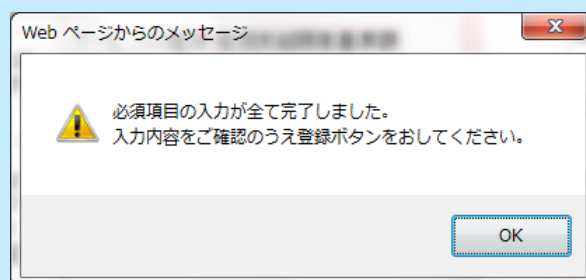 Web ページからのメッセージ
必須項目の入力が全て完了しました。
入力内容をご確認のうえ登録ボタンをおしてください。
OK